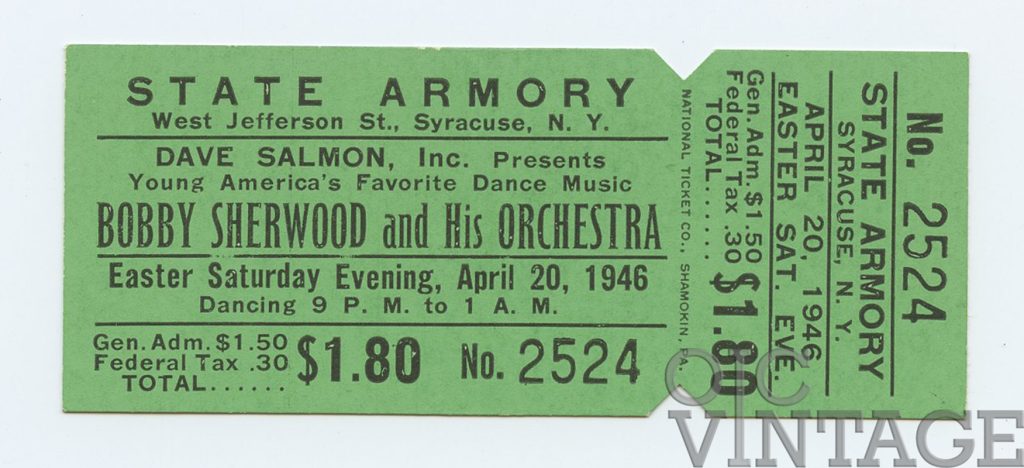 STATE ARMORY
West Jefferson St., Syracuse, N. Y.
DAVE SALMON, Inc. Presents
Young America's Favorite Dance Music
BOBBY SHERWOOD and His ORCHESTRA
Easter Saturday Evening, April 20, 1946
Dancing 9 P. M. to 1 A. M.
Gen. Adm. $1.50
Federal Tax .30
TOTAL......
$1.80
No. 2524
NATIONAL TICKET CO., SHAMOKIN, PA.
No. 2524
STATE ARMORY
SYRACUSE, N. Y.
APRIL 20, 1946
EASTER SAT. EVE.
Gen. Adm. $1.50
Federal Tax .30
TOTAL.....
$1.80
OTC
VINTAGE